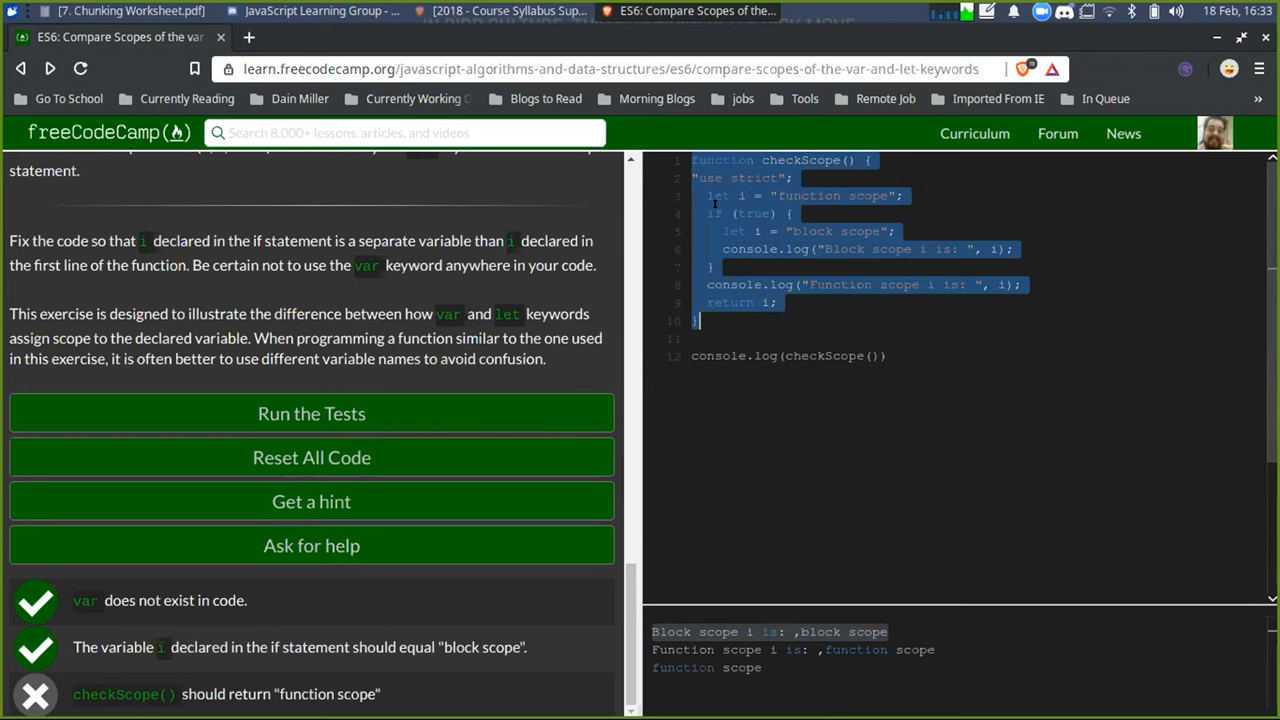 [7. Chunking Worksheet.pdf]
JavaScript Learning Group - ...
[2018 - Course Syllabus Sup...
ES6: Compare Scopes of the...
18 Feb, 16:33
ES6: Compare Scopes of the var
learn.freecodecamp.org/javascript-algorithms-and-data-structures/es6/compare-scopes-of-the-var-and-let-keywords
Go To School
Currently Reading
Dain Miller
Currently Working
Blogs to Read
Morning Blogs
jobs
Tools
Remote Job
Imported From IE
In Queue
freeCodeCamp
Search 8,000+ lessons, articles, and videos
Curriculum
Forum
News
statement.
Fix the code so that i declared in the if statement is a separate variable than i declared in
the first line of the function. Be certain not to use the var keyword anywhere in your code.
This exercise is designed to illustrate the difference between how var and let keywords
assign scope to the declared variable. When programming a function similar to the one used
in this exercise, it is often better to use different variable names to avoid confusion.
Run the Tests
Reset All Code
Get a hint
Ask for help
var does not exist in code.
The variable i declared in the if statement should equal "block scope".
checkScope() should return "function scope"
1 function checkScope() {
2 "use strict";
3 let i = "function scope";
4 if (true) {
5 let i = "block scope";
6 console.log("Block scope i is: ", i);
7 }
8 console.log("Function scope i is: ", i);
9 return i;
10 }
11
12 console.log(checkScope())
Block scope i is: ,block scope
Function scope i is: ,function scope
function scope